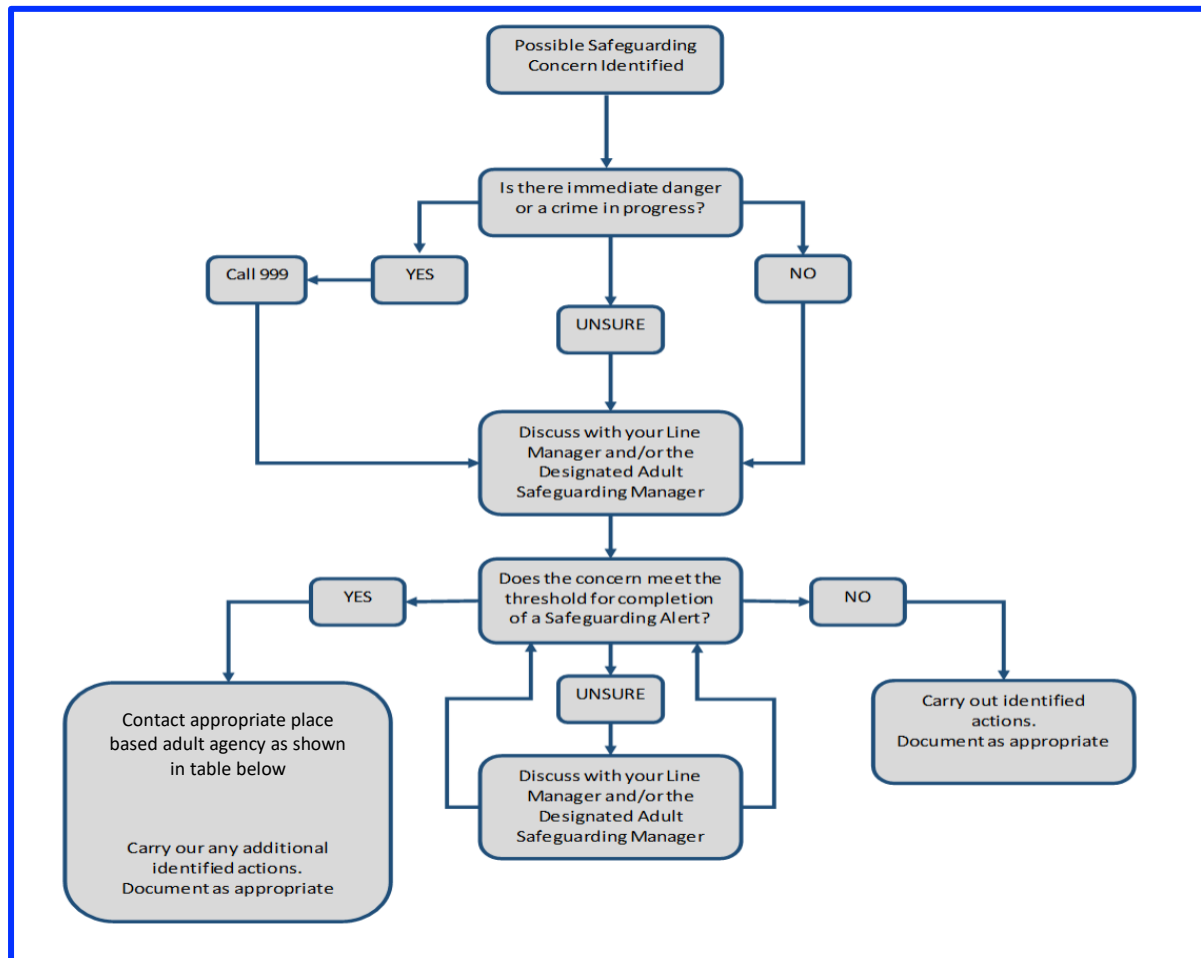 Possible Safeguarding
Concern Identified
Is there immediate danger
or a crime in progress?
Call 999
YES
NO
UNSURE
Discuss with your Line
Manager and/or the
Designated Adult
Safeguarding Manager
YES
Does the concern meet the
threshold for completion
of a Safeguarding Alert?
NO
Contact appropriate place
based adult agency as shown
in table below
Carry our any additional
identified actions.
Document as appropriate
UNSURE
Discuss with your Line
Manager and/or the
Designated Adult
Safeguarding Manager
Carry out identified
actions.
Document as appropriate